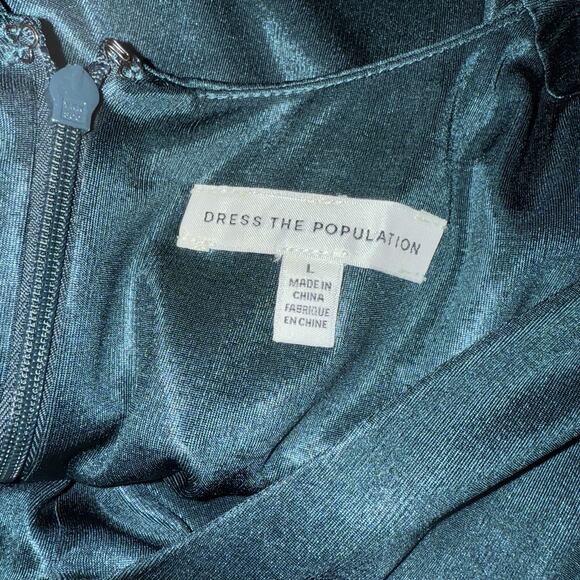 DRESS THE POPULATION
L
MADE IN
CHINA
FABRIQUE
EN CHINE